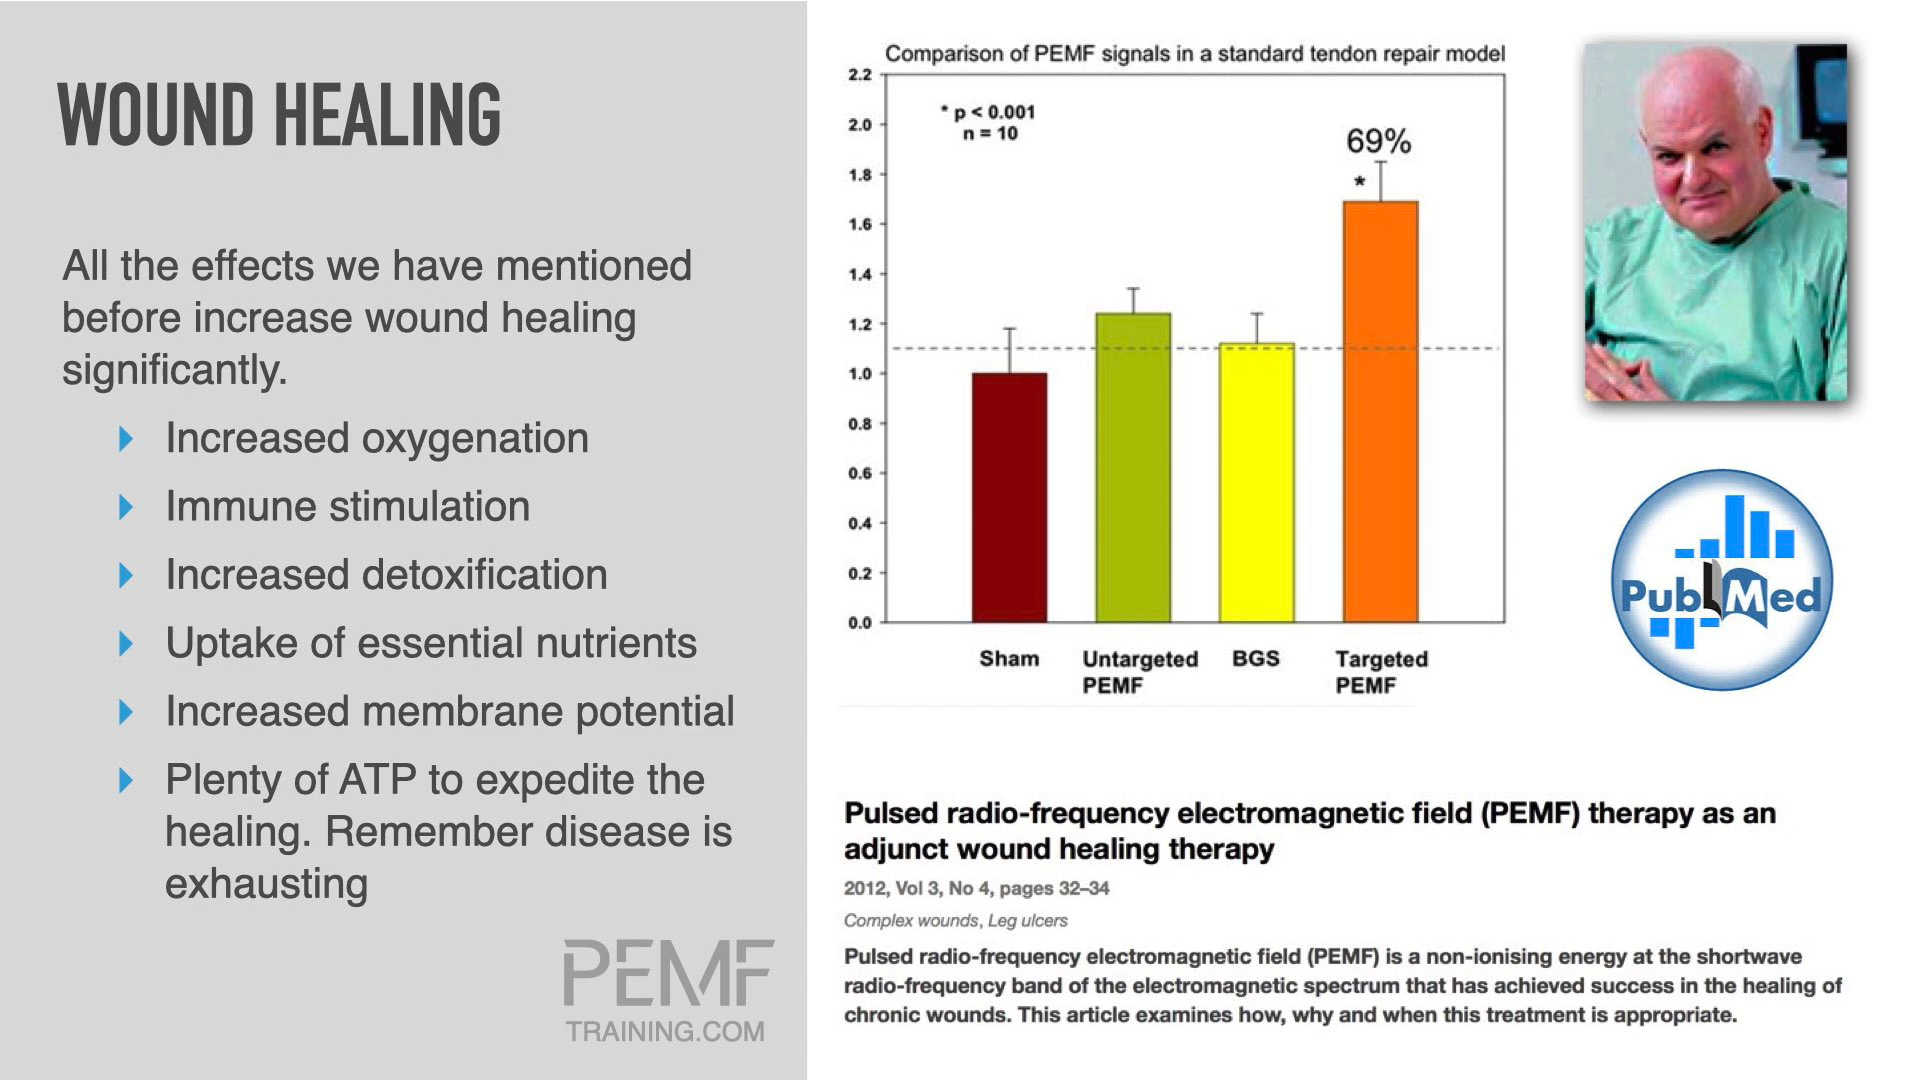 WOUND HEALING
All the effects we have mentioned
before increase wound healing
significantly.
Increased oxygenation
Immune stimulation
Increased detoxification
Uptake of essential nutrients
Increased membrane potential
Plenty of ATP to expedite the
healing. Remember disease is
exhausting
PEMF
TRAINING.COM
Comparison of PEMF signals in a standard tendon repair model
2.2
2.0
1.8
1.6
1.4
1.2
1.0
0.8
0.6
0.4
0.2
0.0
* p < 0.001
n = 10
69%
*
Sham
Untargeted
PEMF
BGS
Targeted
PEMF
PubMed
Pulsed radio-frequency electromagnetic field (PEMF) therapy as an
adjunct wound healing therapy
2012, Vol 3, No 4, pages 32–34
Complex wounds, Leg ulcers
Pulsed radio-frequency electromagnetic field (PEMF) is a non-ionising energy at the shortwave
radio-frequency band of the electromagnetic spectrum that has achieved success in the healing of
chronic wounds. This article examines how, why and when this treatment is appropriate.